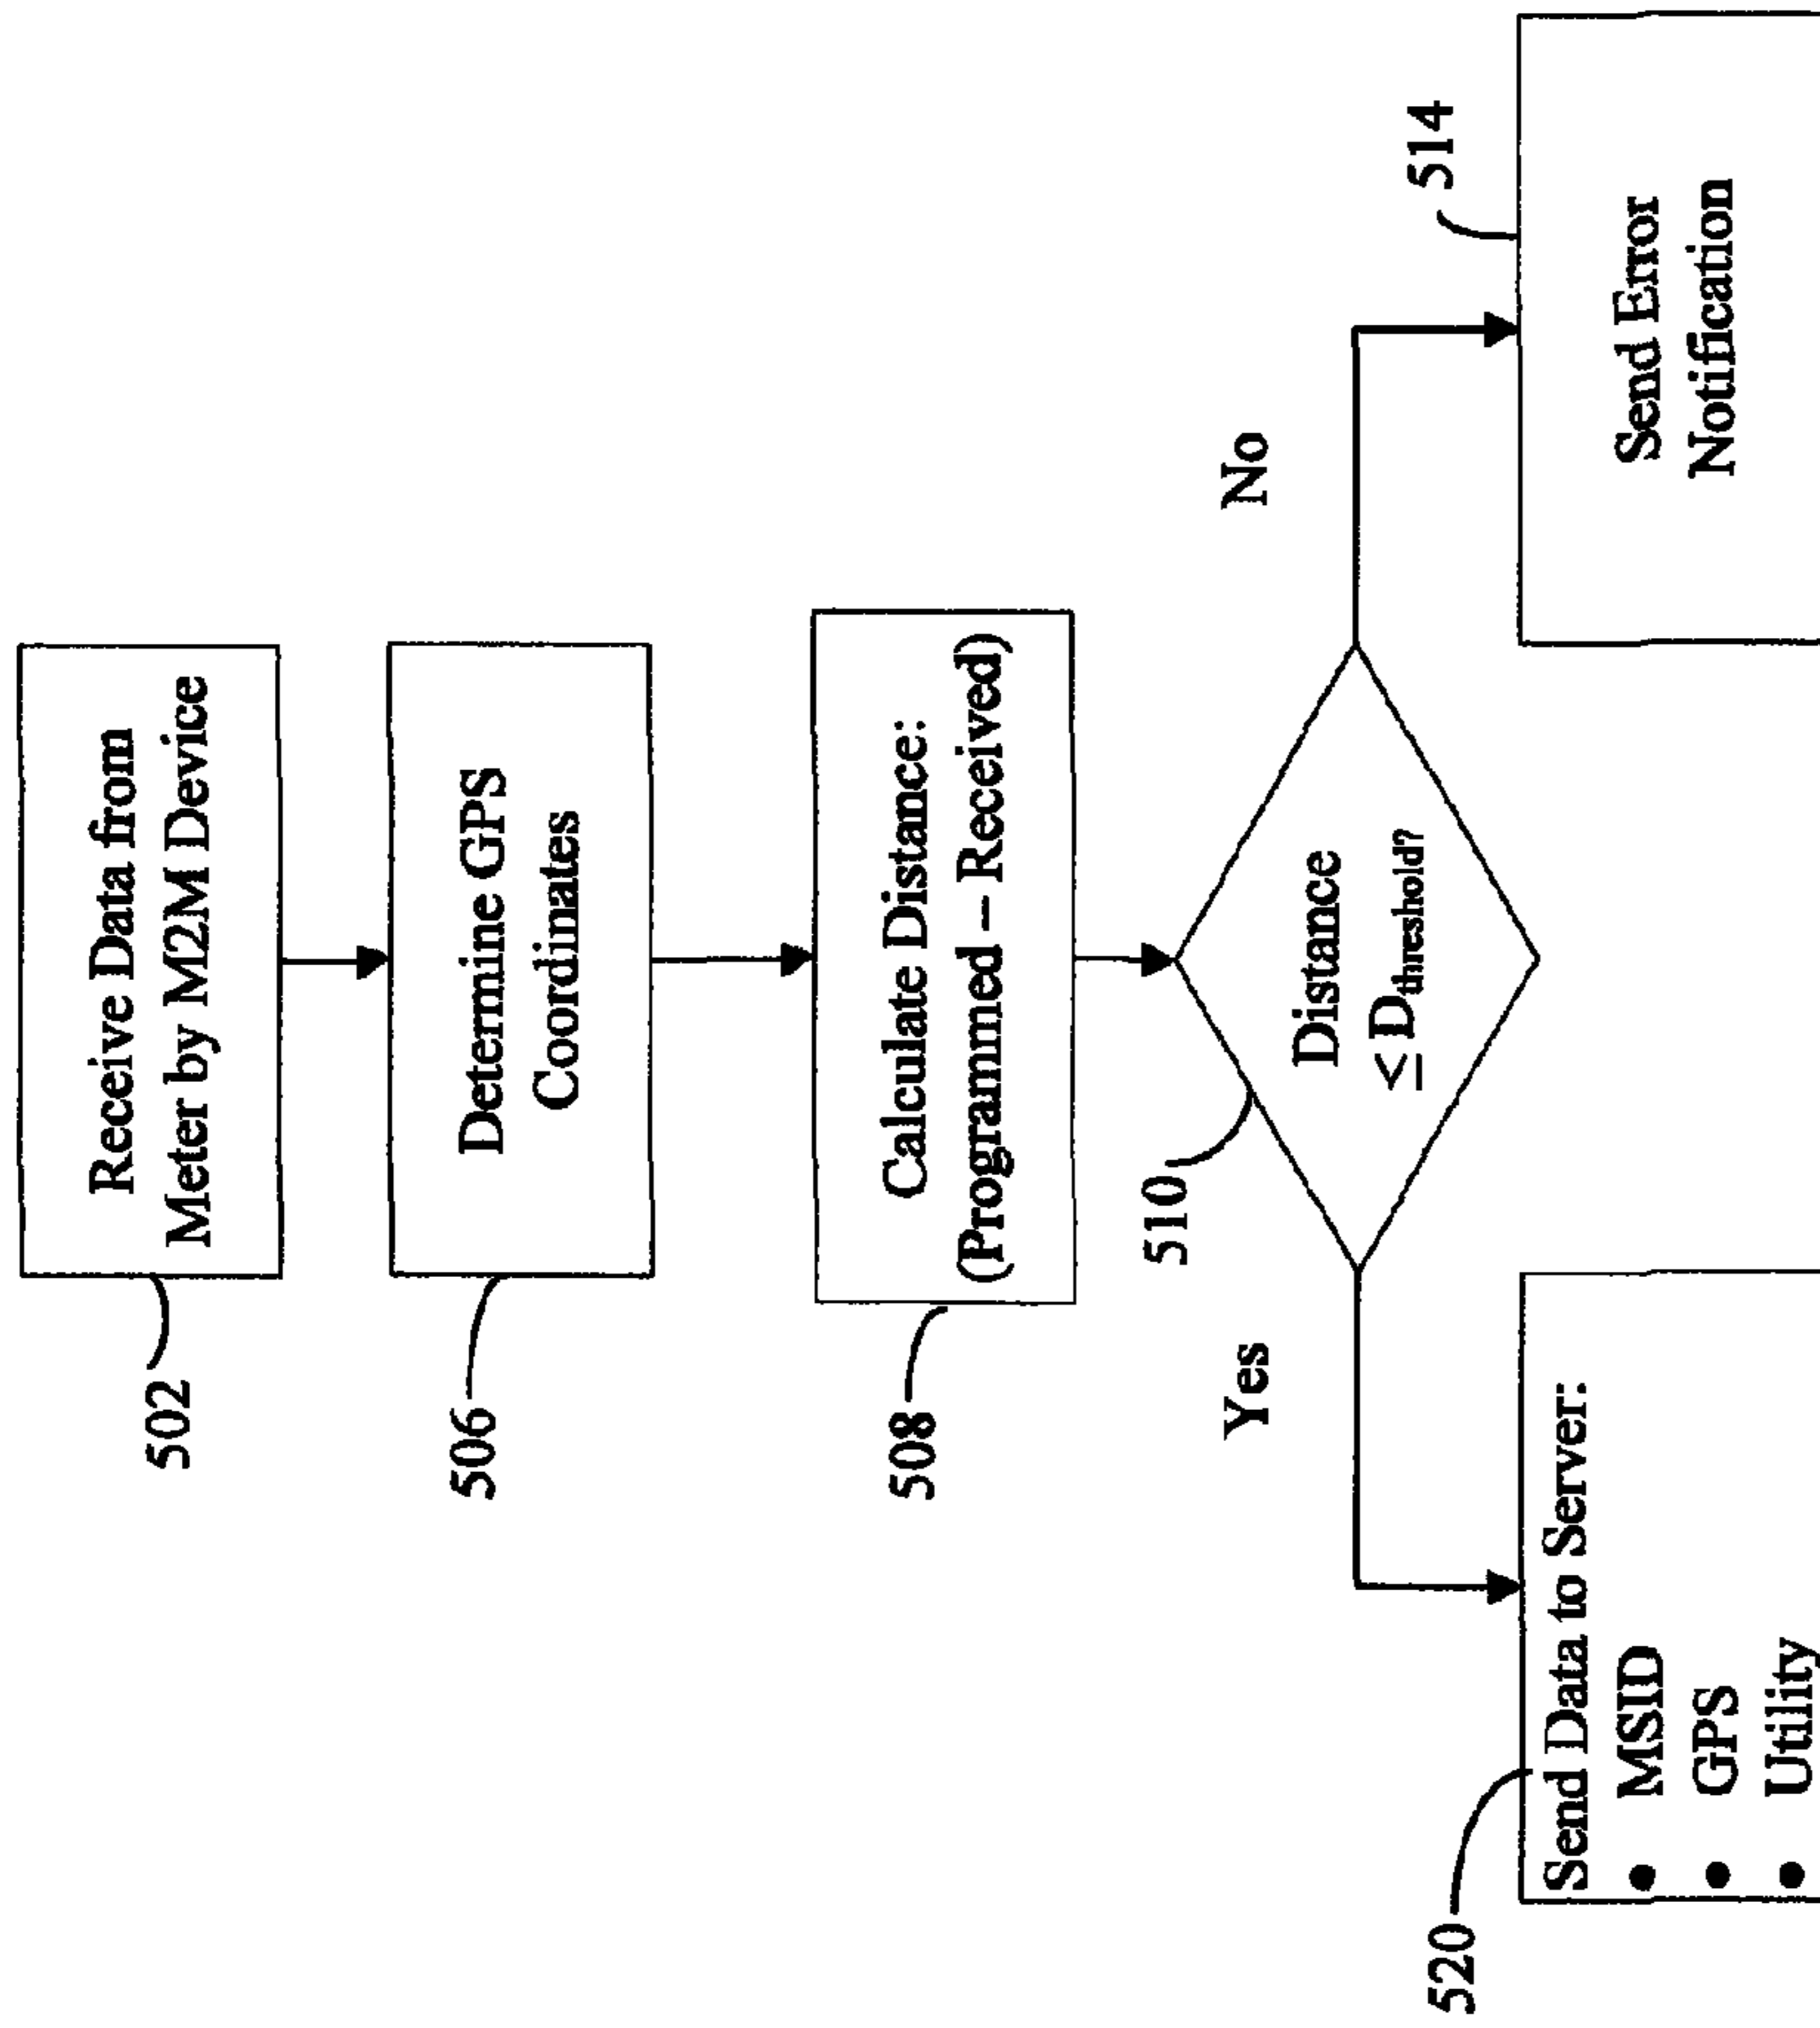 502
Receive Data from
Meter by M2M Device
506
Determine GPS
Coordinates
508
Calculate Distance:
(Programmed – Received)
510
Distance
≤ Dthreshold?
Yes
No
520
Send Data to Server:
• MSID
• GPS
• Utility
514
Send Error
Notification